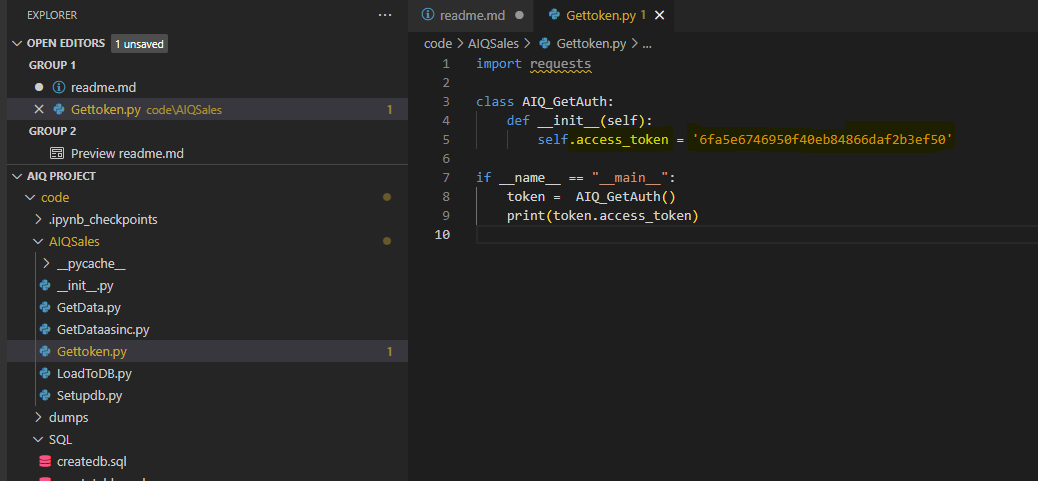 EXPLORER
···
OPEN EDITORS 1 unsaved
GROUP 1
readme.md
Gettoken.py code\AIQSales 1
GROUP 2
Preview readme.md
AIQ PROJECT
code
.ipynb_checkpoints
AIQSales
__pycache__
__init__.py
GetData.py
GetDataasinc.py
Gettoken.py 1
LoadToDB.py
Setupdb.py
dumps
SQL
createdb.sql
readme.md
Gettoken.py 1
code > AIQSales > Gettoken.py > ...
1 import requests
2
3 class AIQ_GetAuth:
4 def __init__(self):
5 self.access_token = '6fa5e6746950f40eb84866daf2b3ef50'
6
7 if __name__ == "__main__":
8 token = AIQ_GetAuth()
9 print(token.access_token)
10